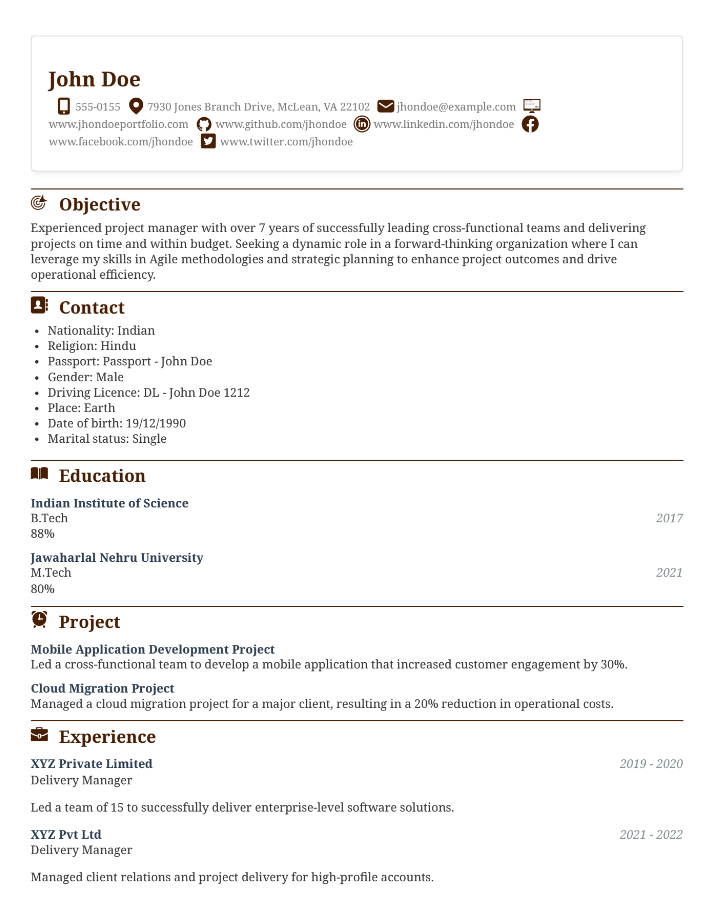 John Doe
555-0155 7930 Jones Branch Drive, McLean, VA 22102 jhondoe@example.com
www.jhondoeportfolio.com www.github.com/jhondoe www.linkedin.com/jhondoe
www.facebook.com/jhondoe www.twitter.com/jhondoe
Objective
Experienced project manager with over 7 years of successfully leading cross-functional teams and delivering
projects on time and within budget. Seeking a dynamic role in a forward-thinking organization where I can
leverage my skills in Agile methodologies and strategic planning to enhance project outcomes and drive
operational efficiency.
Contact
• Nationality: Indian
• Religion: Hindu
• Passport: Passport - John Doe
• Gender: Male
• Driving Licence: DL - John Doe 1212
• Place: Earth
• Date of birth: 19/12/1990
• Marital status: Single
Education
Indian Institute of Science
B.Tech 2017
88%
Jawaharlal Nehru University
M.Tech 2021
80%
Project
Mobile Application Development Project
Led a cross-functional team to develop a mobile application that increased customer engagement by 30%.
Cloud Migration Project
Managed a cloud migration project for a major client, resulting in a 20% reduction in operational costs.
Experience
XYZ Private Limited 2019 - 2020
Delivery Manager
Led a team of 15 to successfully deliver enterprise-level software solutions.
XYZ Pvt Ltd 2021 - 2022
Delivery Manager
Managed client relations and project delivery for high-profile accounts.